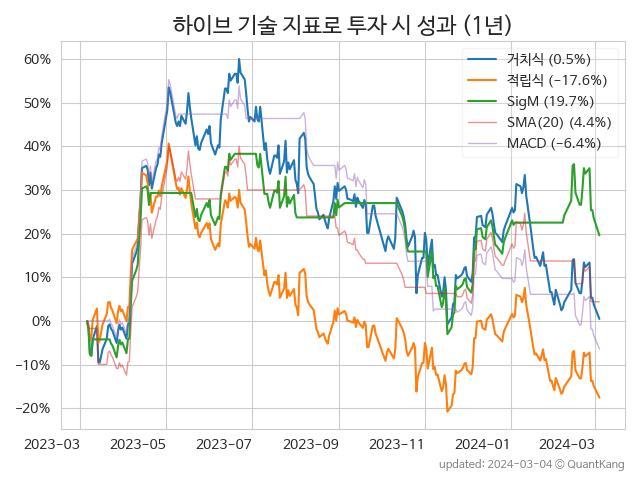 하이브 기술 지표로 투자 시 성과 (1년)
거치식 (0.5%)
적립식 (−17.6%)
SigM (19.7%)
SMA(20) (4.4%)
MACD (−6.4%)
60%
50%
40%
30%
20%
10%
0%
−10%
−20%
2023-03 2023-05 2023-07 2023-09 2023-11 2024-01 2024-03
updated: 2024-03-04 © QuantKang